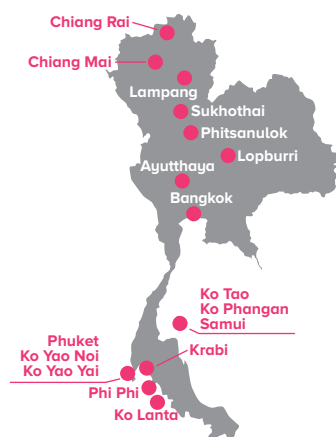 Chiang Rai
Chiang Mai
Lampang
Sukhothai
Phitsanulok
Lopburri
Ayutthaya
Bangkok
Ko Tao
Ko Phangan
Samui
Phuket
Ko Yao Noi
Ko Yao Yai
Krabi
Phi Phi
Ko Lanta